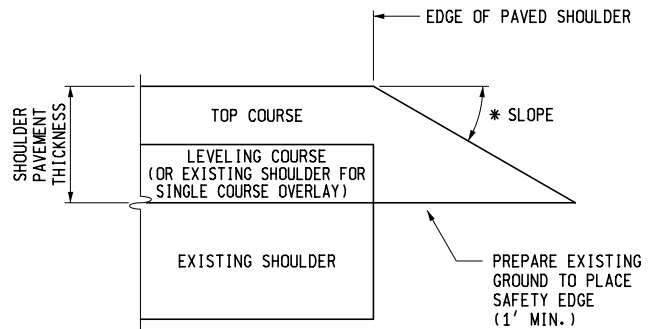 EDGE OF PAVED SHOULDER
SHOULDER
PAVEMENT
THICKNESS
TOP COURSE
* SLOPE
LEVELING COURSE
(OR EXISTING SHOULDER FOR
SINGLE COURSE OVERLAY)
EXISTING SHOULDER
PREPARE EXISTING
GROUND TO PLACE
SAFETY EDGE
(1' MIN.)